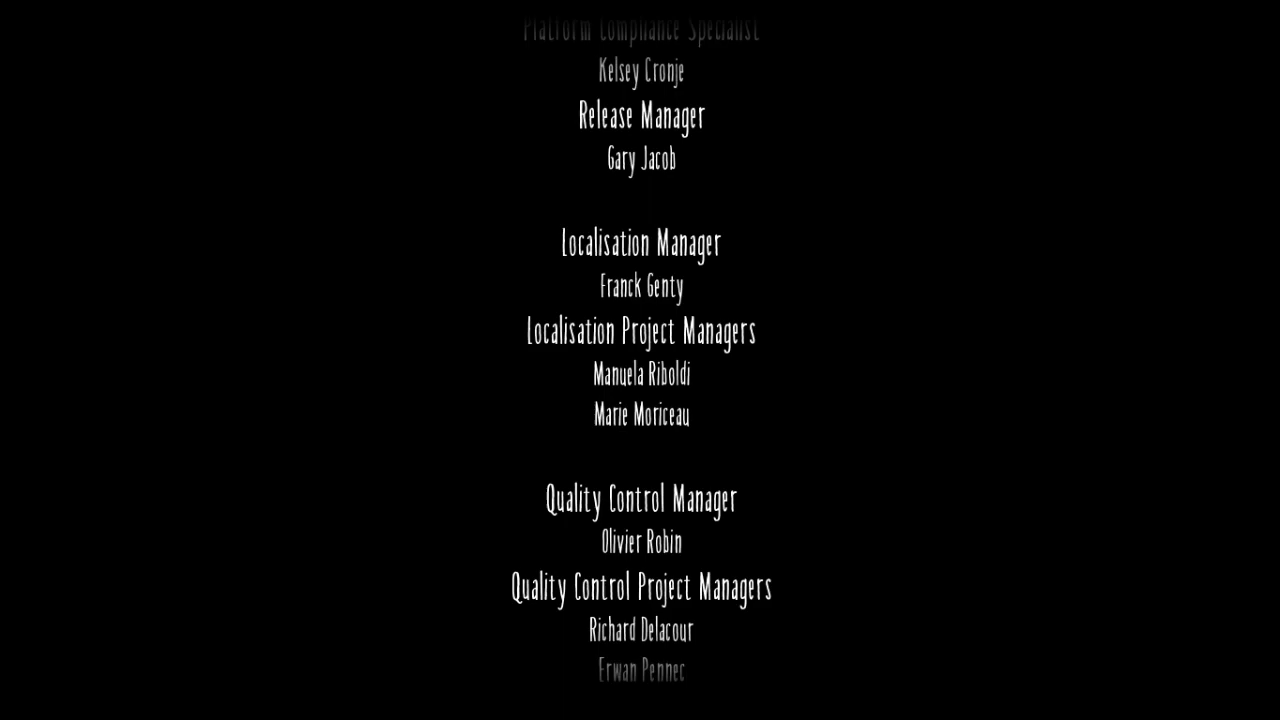 Platform Compliance Specialist
Kelsey Cronje
Release Manager
Gary Jacob
Localisation Manager
Franck Genty
Localisation Project Managers
Manuela Riboldi
Marie Moriceau
Quality Control Manager
Olivier Robin
Quality Control Project Managers
Richard Delacour
Erwan Pennec